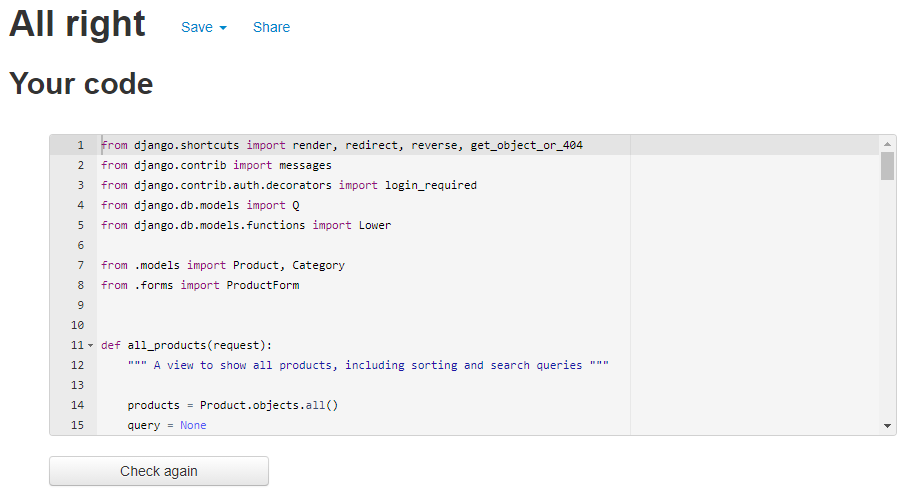 All right Save Share
Your code
1 from django.shortcuts import render, redirect, reverse, get_object_or_404
2 from django.contrib import messages
3 from django.contrib.auth.decorators import login_required
4 from django.db.models import Q
5 from django.db.models.functions import Lower
6
7 from .models import Product, Category
8 from .forms import ProductForm
9
10
11 def all_products(request):
12 """ A view to show all products, including sorting and search queries """
13
14 products = Product.objects.all()
15 query = None
Check again